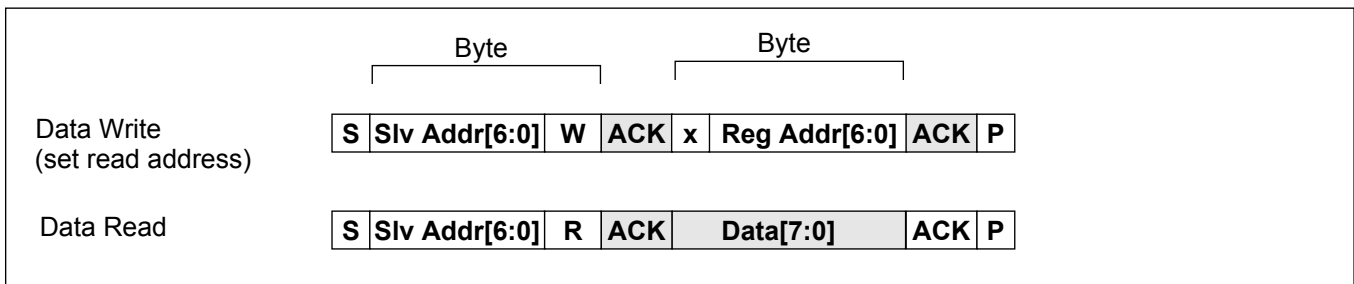 Byte Byte
Data Write S Slv Addr[6:0] W ACK x Reg Addr[6:0] ACK P
(set read address)
Data Read S Slv Addr[6:0] R ACK Data[7:0] ACK P